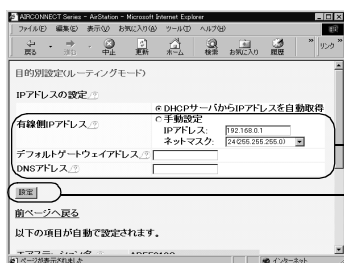 AIRCONNECT Series - AirStation - Microsoft Internet Explorer
ファイル(F) 編集(E) 表示(V) お気に入り(A) ツール(T) ヘルプ(H)
戻る 進む 中止 更新 ホーム 検索 お気に入り 履歴 リンク
目的別設定(ルーティングモード)
IPアドレスの設定
DHCPサーバからIPアドレスを自動取得
有線側IPアドレス
手動設定
IPアドレス: 192.168.0.1
ネットマスク: 24(255.255.255.0)
デフォルトゲートウェイアドレス
DNSアドレス
設定
前ページへ戻る
以下の項目が自動で設定されます。
ページが表示されました インターネット